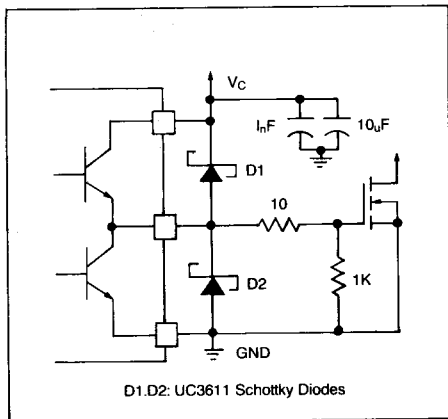 V_C
I_nF
10_uF
D1
10
D2
1K
GND
D1.D2: UC3611 Schottky Diodes